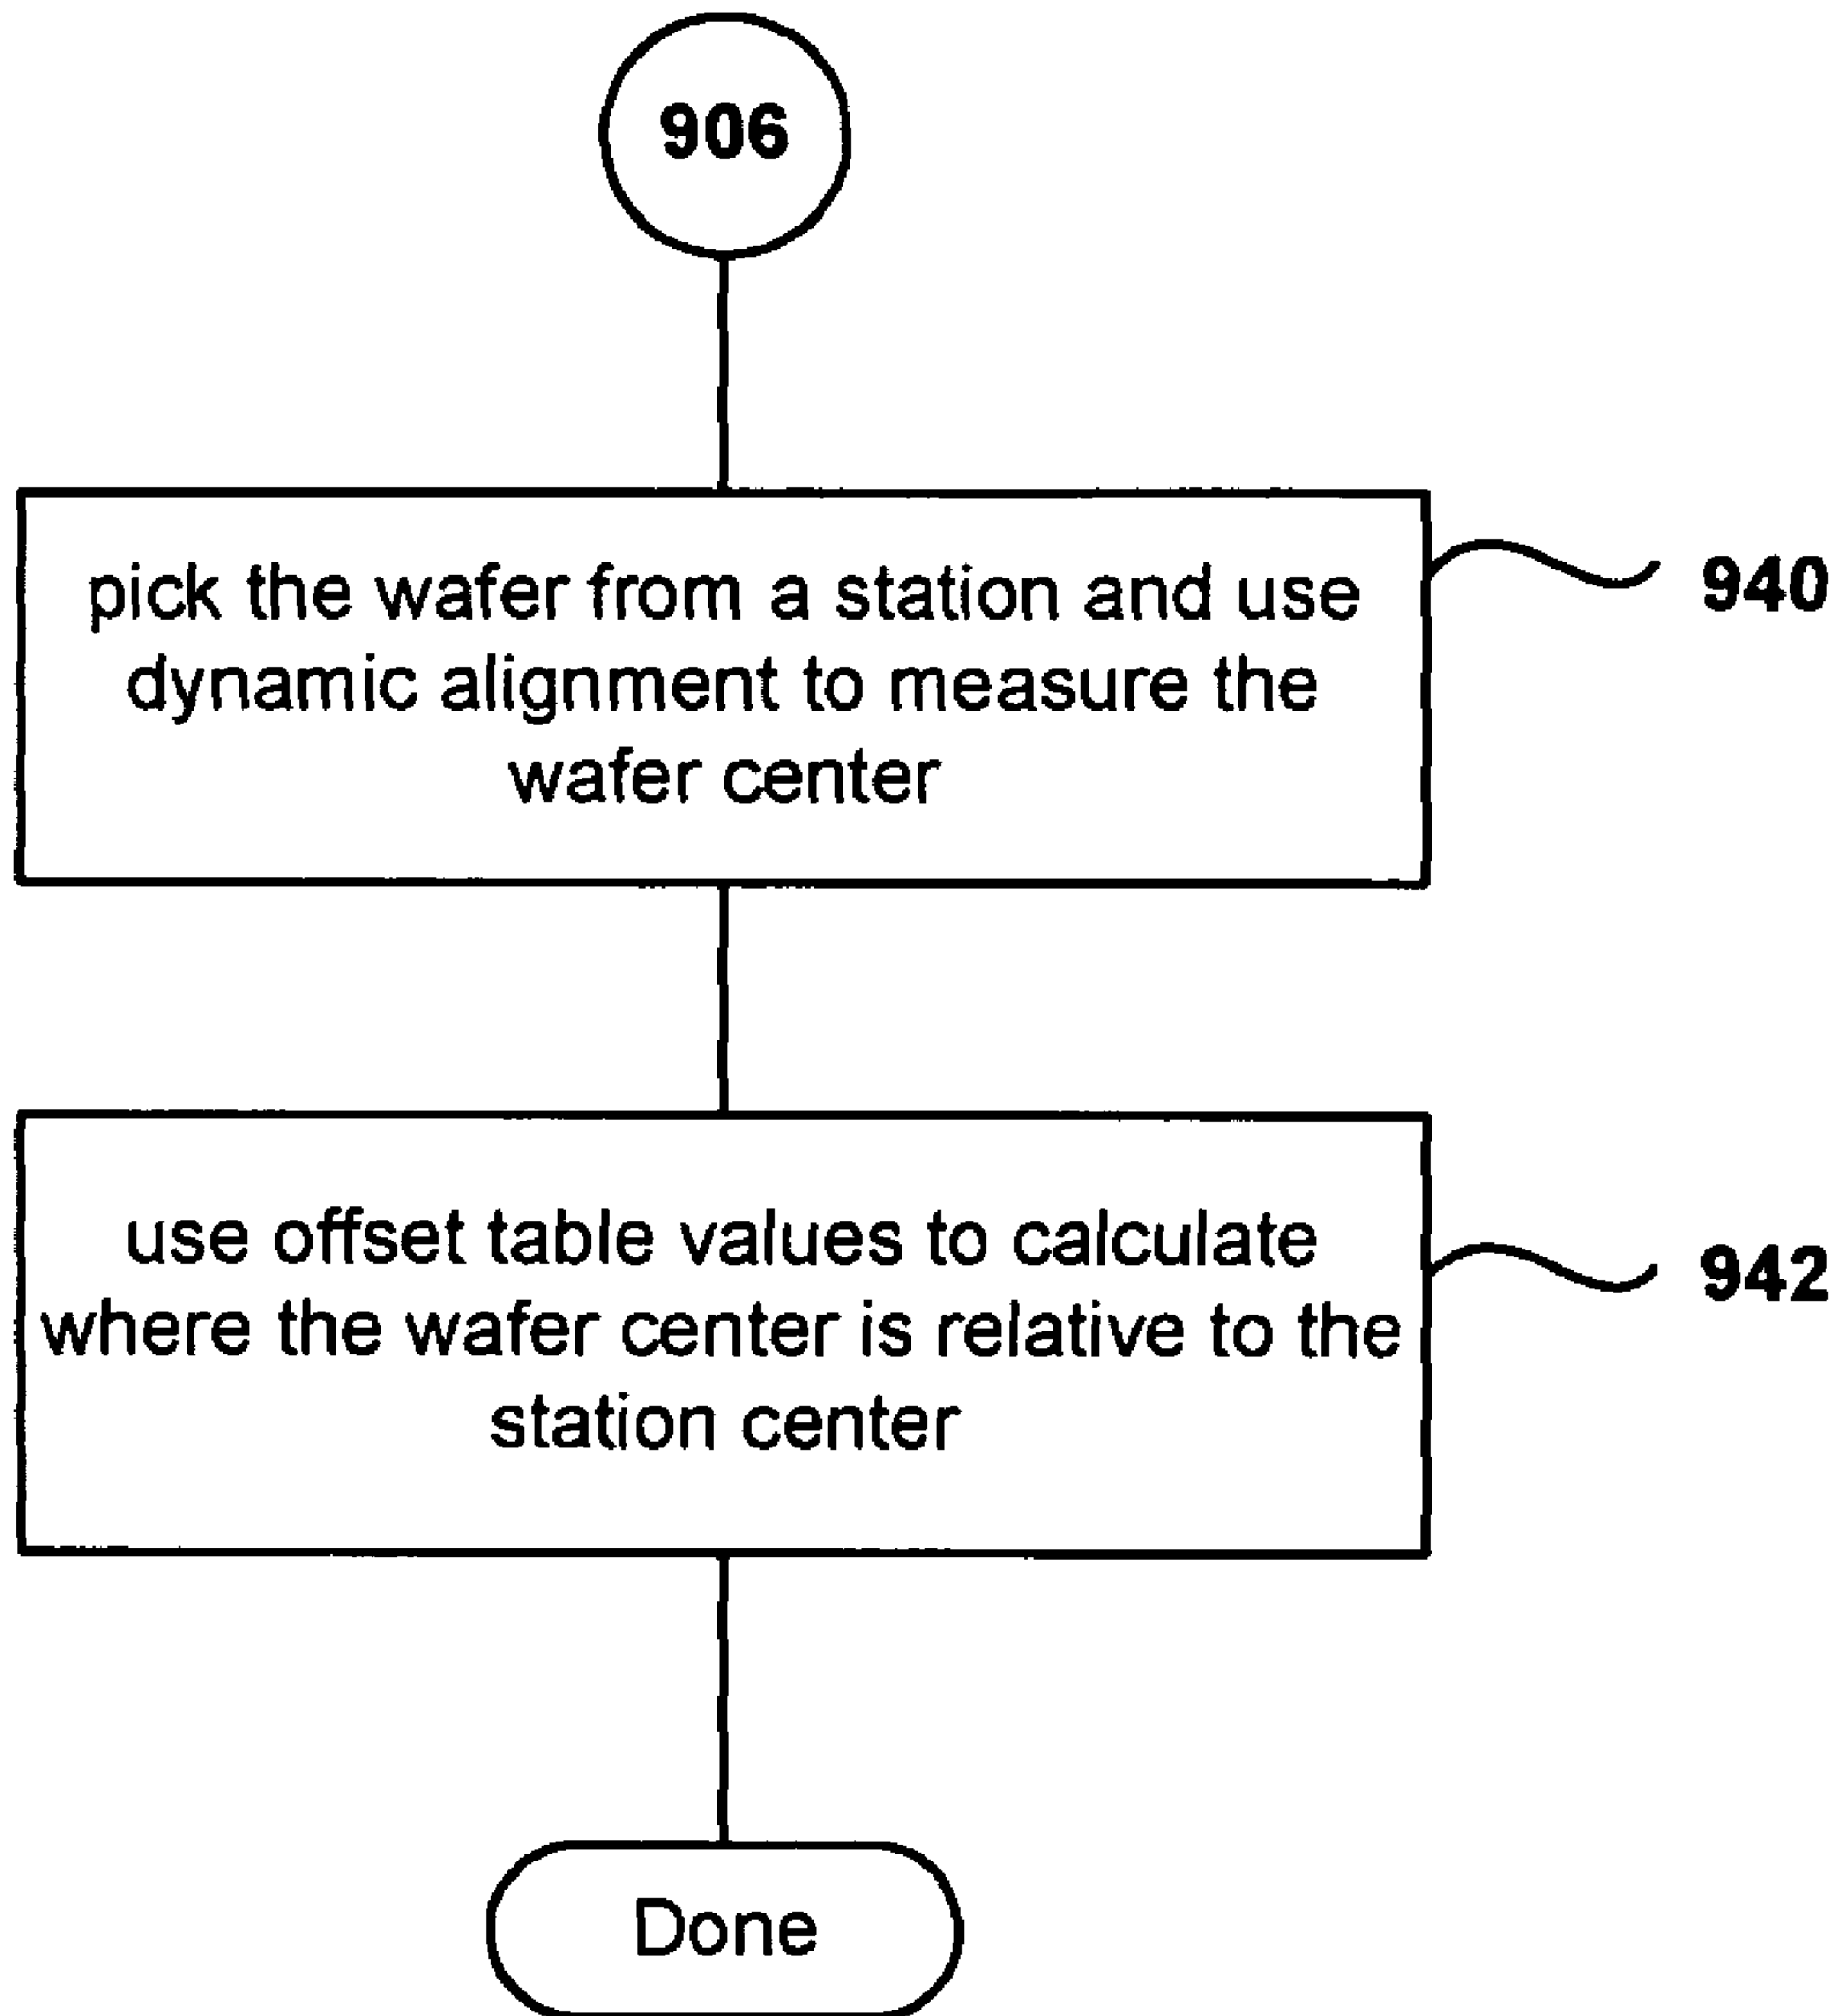 906
pick the wafer from a station and use
dynamic alignment to measure the
wafer center
940
use offset table values to calculate
where the wafer center is relative to the
station center
942
Done